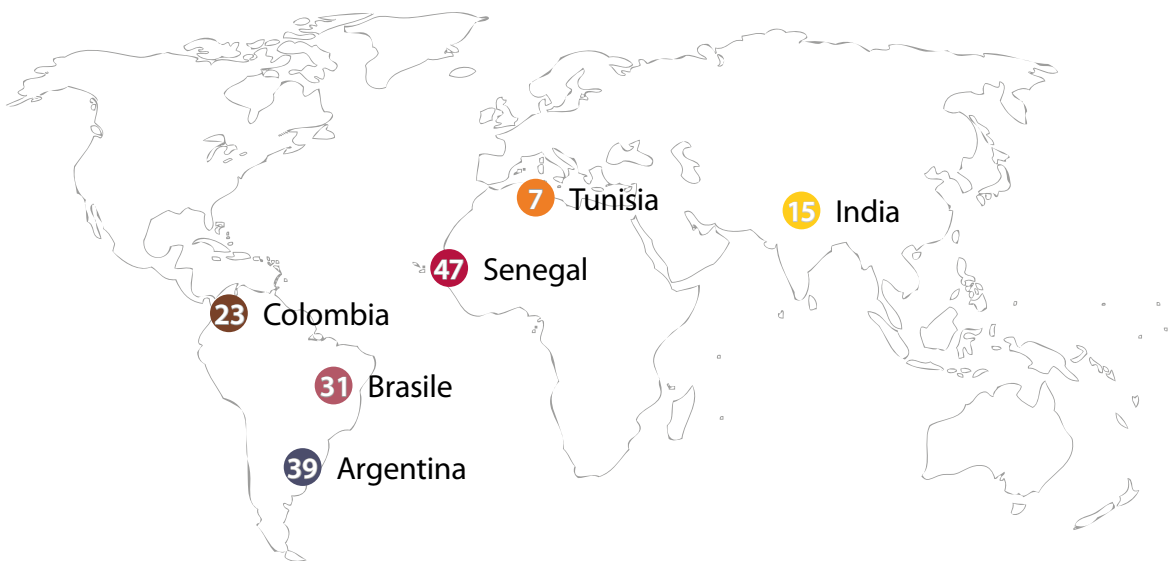 7 Tunisia
15 India
47 Senegal
23 Colombia
31 Brasile
39 Argentina